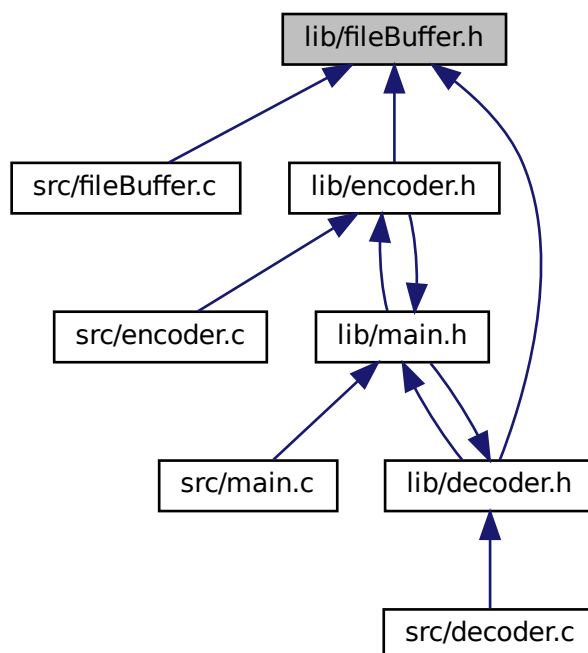 lib/fileBuffer.h
src/fileBuffer.c
lib/encoder.h
src/encoder.c
lib/main.h
src/main.c
lib/decoder.h
src/decoder.c